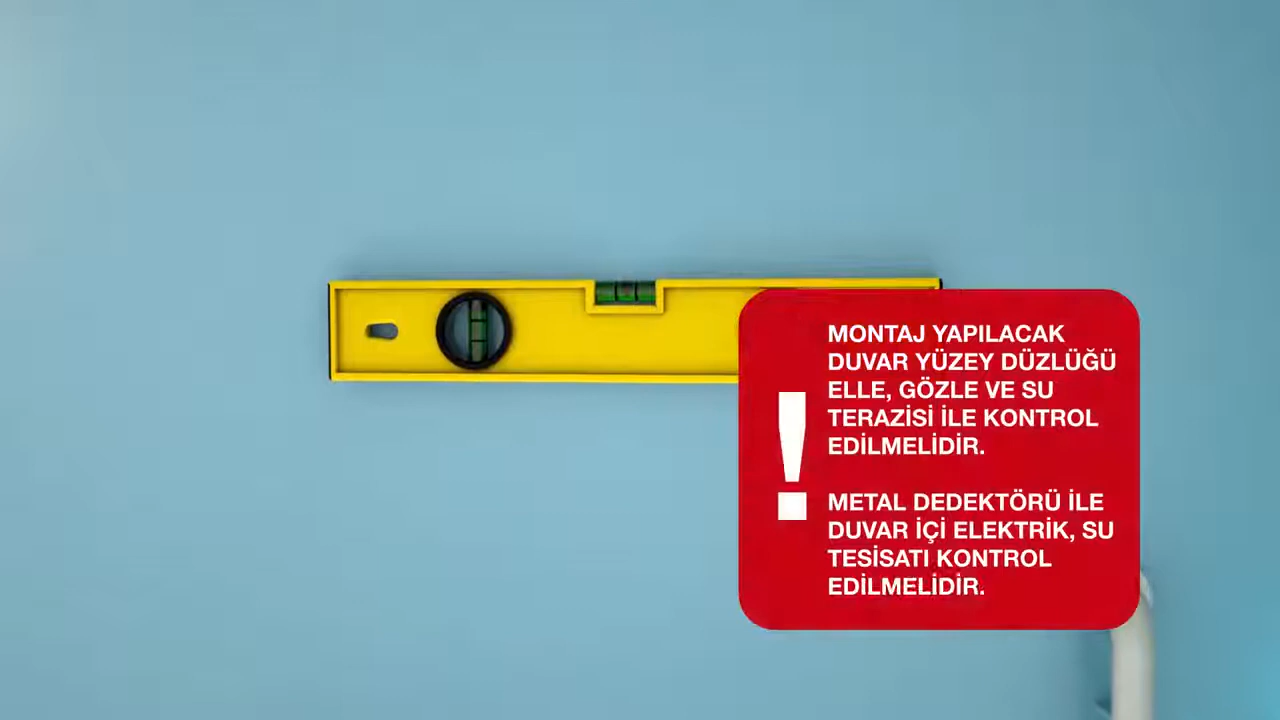 MONTAJ YAPILACAK
DUVAR YÜZEY DÜZLÜĞÜ
ELLE, GÖZLE VE SU
TERAZİSİ İLE KONTROL
EDİLMELİDİR.
METAL DEDEKTÖRÜ İLE
DUVAR İÇİ ELEKTRİK, SU
TESİSATI KONTROL
EDİLMELİDİR.